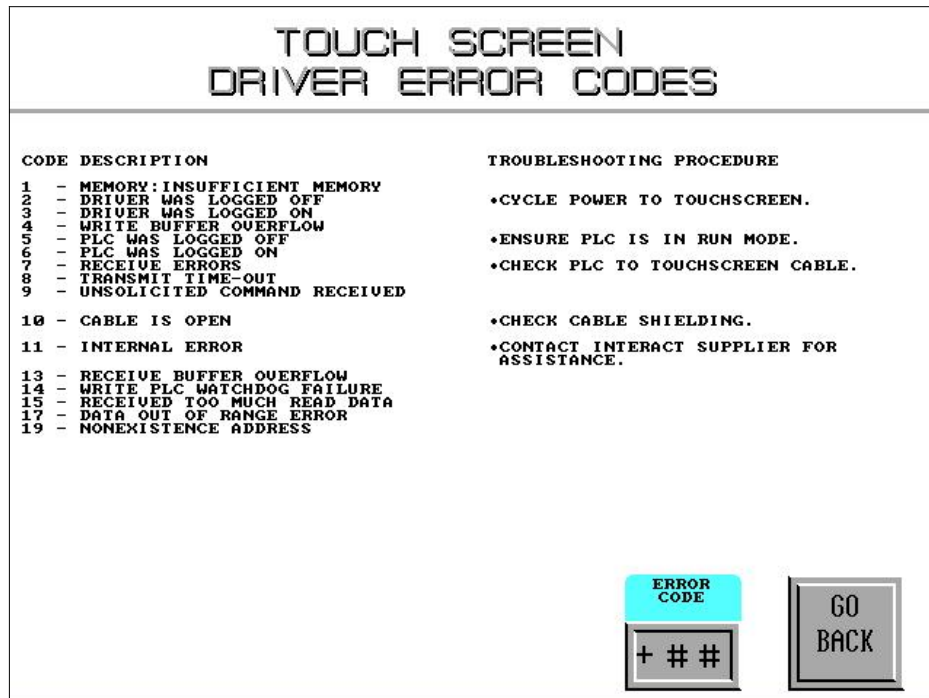 TOUCH SCREEN
DRIVER ERROR CODES
CODE DESCRIPTION
1 - MEMORY:INSUFFICIENT MEMORY
2 - DRIVER WAS LOGGED OFF
3 - DRIVER WAS LOGGED ON
4 - WRITE BUFFER OVERFLOW
5 - PLC WAS LOGGED OFF
6 - PLC WAS LOGGED ON
7 - RECEIVE ERRORS
8 - TRANSMIT TIME-OUT
9 - UNSOLICITED COMMAND RECEIVED
10 - CABLE IS OPEN
11 - INTERNAL ERROR
13 - RECEIVE BUFFER OVERFLOW
14 - WRITE PLC WATCHDOG FAILURE
15 - RECEIVED TOO MUCH READ DATA
17 - DATA OUT OF RANGE ERROR
19 - NONEXISTENCE ADDRESS
TROUBLESHOOTING PROCEDURE
•CYCLE POWER TO TOUCHSCREEN.
•ENSURE PLC IS IN RUN MODE.
•CHECK PLC TO TOUCHSCREEN CABLE.
•CHECK CABLE SHIELDING.
•CONTACT INTERACT SUPPLIER FOR
ASSISTANCE.
ERROR
CODE
+ # #
GO
BACK